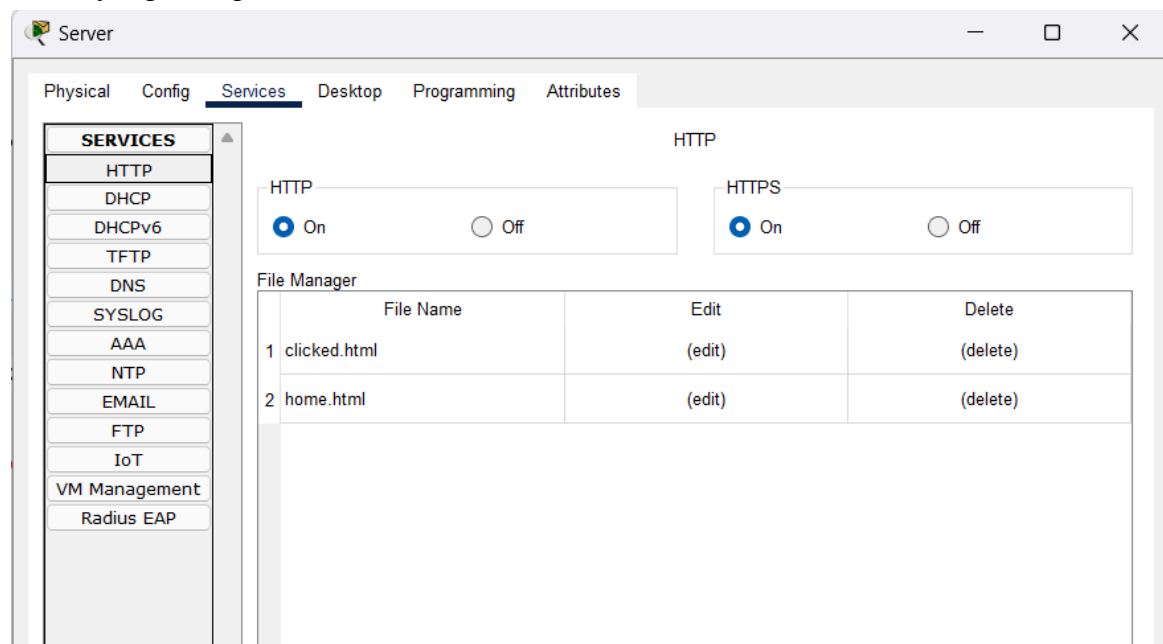 Server
Physical Config Services Desktop Programming Attributes
SERVICES
HTTP
DHCP
DHCPv6
TFTP
DNS
SYSLOG
AAA
NTP
EMAIL
FTP
IoT
VM Management
Radius EAP
HTTP
HTTP
On Off
HTTPS
On Off
File Manager
File Name Edit Delete
1 clicked.html (edit) (delete)
2 home.html (edit) (delete)